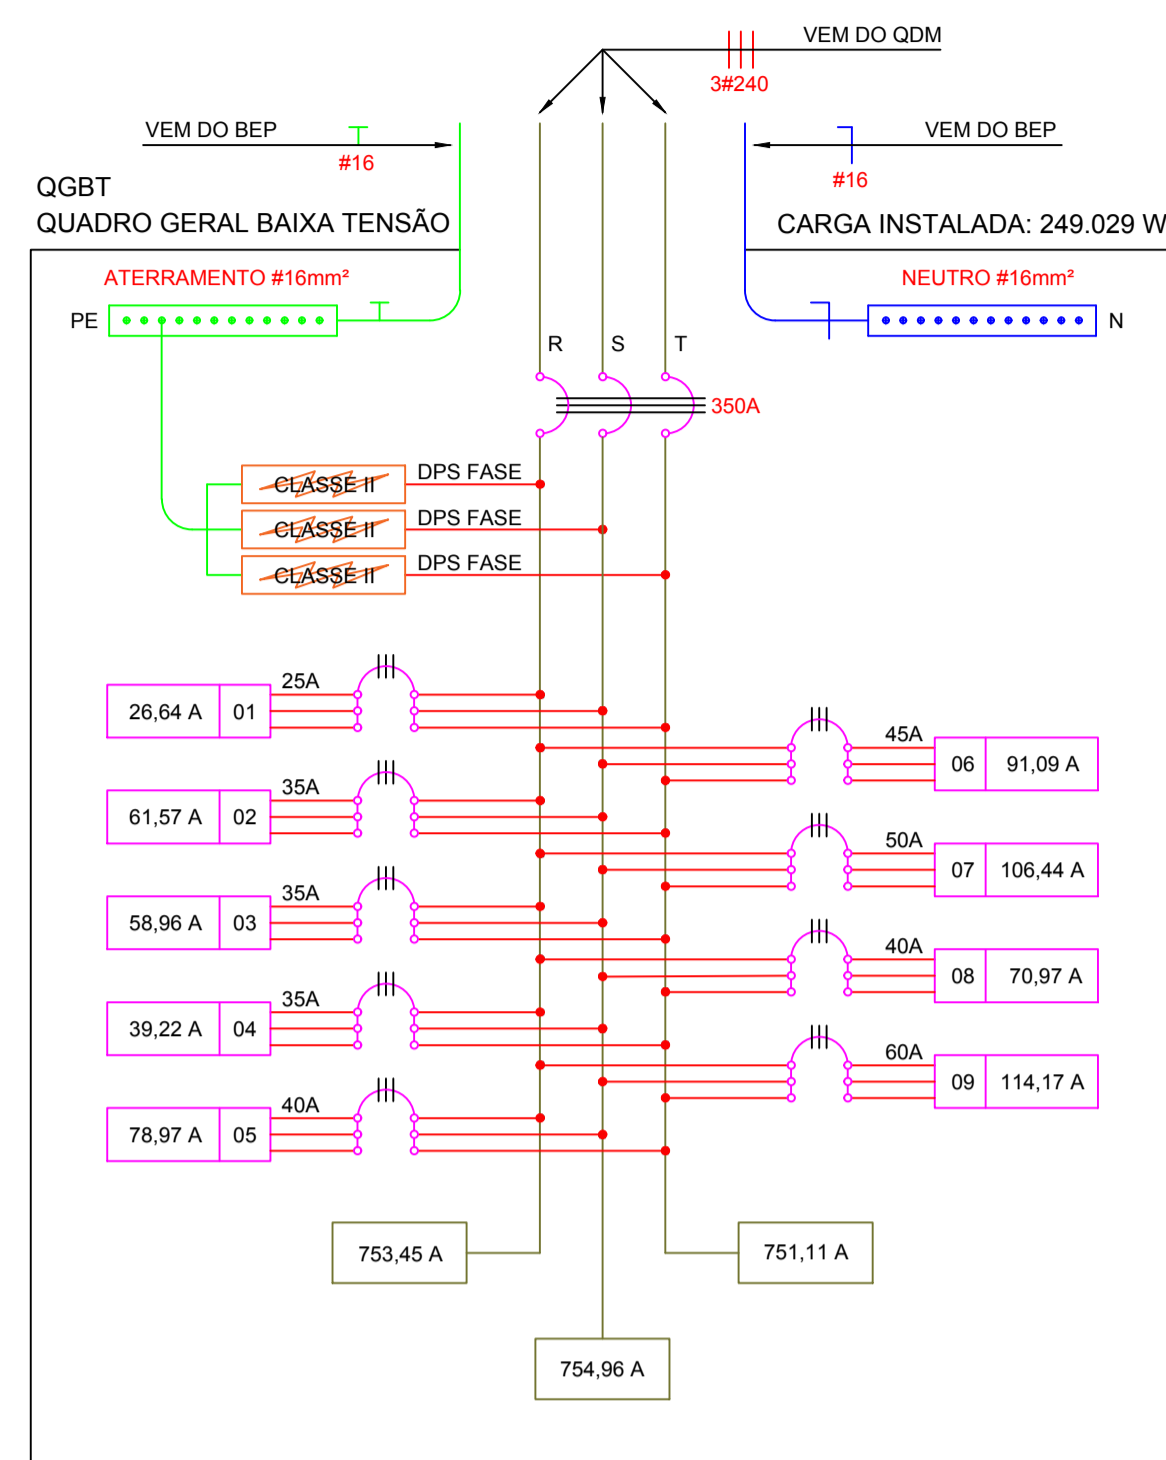 VEM DO QDM
3#240
VEM DO BEP
#16
VEM DO BEP
#16
QGBT
QUADRO GERAL BAIXA TENSÃO
CARGA INSTALADA: 249.029 W
ATERRAMENTO #16mm²
NEUTRO #16mm²
PE
N
R S T
350A
CLASSE II DPS FASE
CLASSE II DPS FASE
CLASSE II DPS FASE
26,64 A 01 25A
45A 06 91,09 A
61,57 A 02 35A
50A 07 106,44 A
58,96 A 03 35A
40A 08 70,97 A
39,22 A 04 35A
60A 09 114,17 A
78,97 A 05 40A
753,45 A
751,11 A
754,96 A